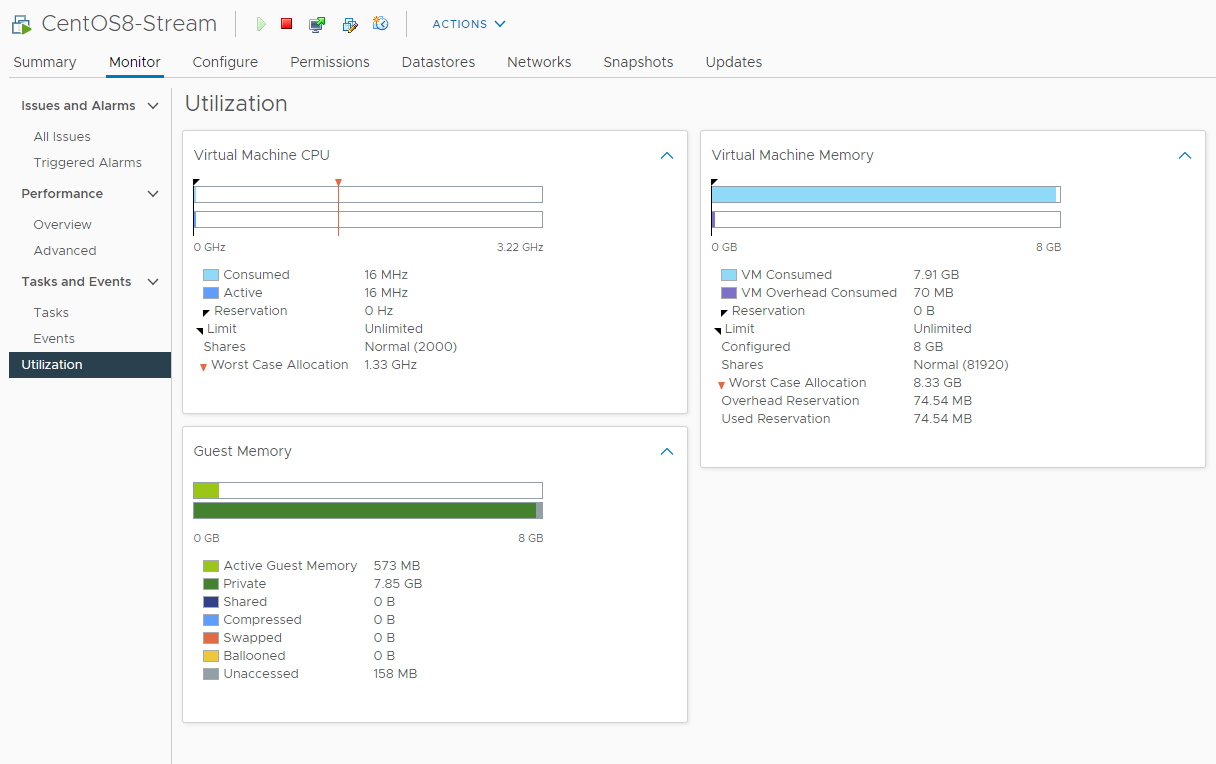 CentOS8-Stream ACTIONS
Summary Monitor Configure Permissions Datastores Networks Snapshots Updates
Issues and Alarms
All Issues
Triggered Alarms
Performance
Overview
Advanced
Tasks and Events
Tasks
Events
Utilization
Utilization
Virtual Machine CPU
0 GHz 3.22 GHz
Consumed 16 MHz
Active 16 MHz
Reservation 0 Hz
Limit Unlimited
Shares Normal (2000)
Worst Case Allocation 1.33 GHz
Virtual Machine Memory
0 GB 8 GB
VM Consumed 7.91 GB
VM Overhead Consumed 70 MB
Reservation 0 B
Limit Unlimited
Configured 8 GB
Shares Normal (81920)
Worst Case Allocation 8.33 GB
Overhead Reservation 74.54 MB
Used Reservation 74.54 MB
Guest Memory
0 GB 8 GB
Active Guest Memory 573 MB
Private 7.85 GB
Shared 0 B
Compressed 0 B
Swapped 0 B
Ballooned 0 B
Unaccessed 158 MB